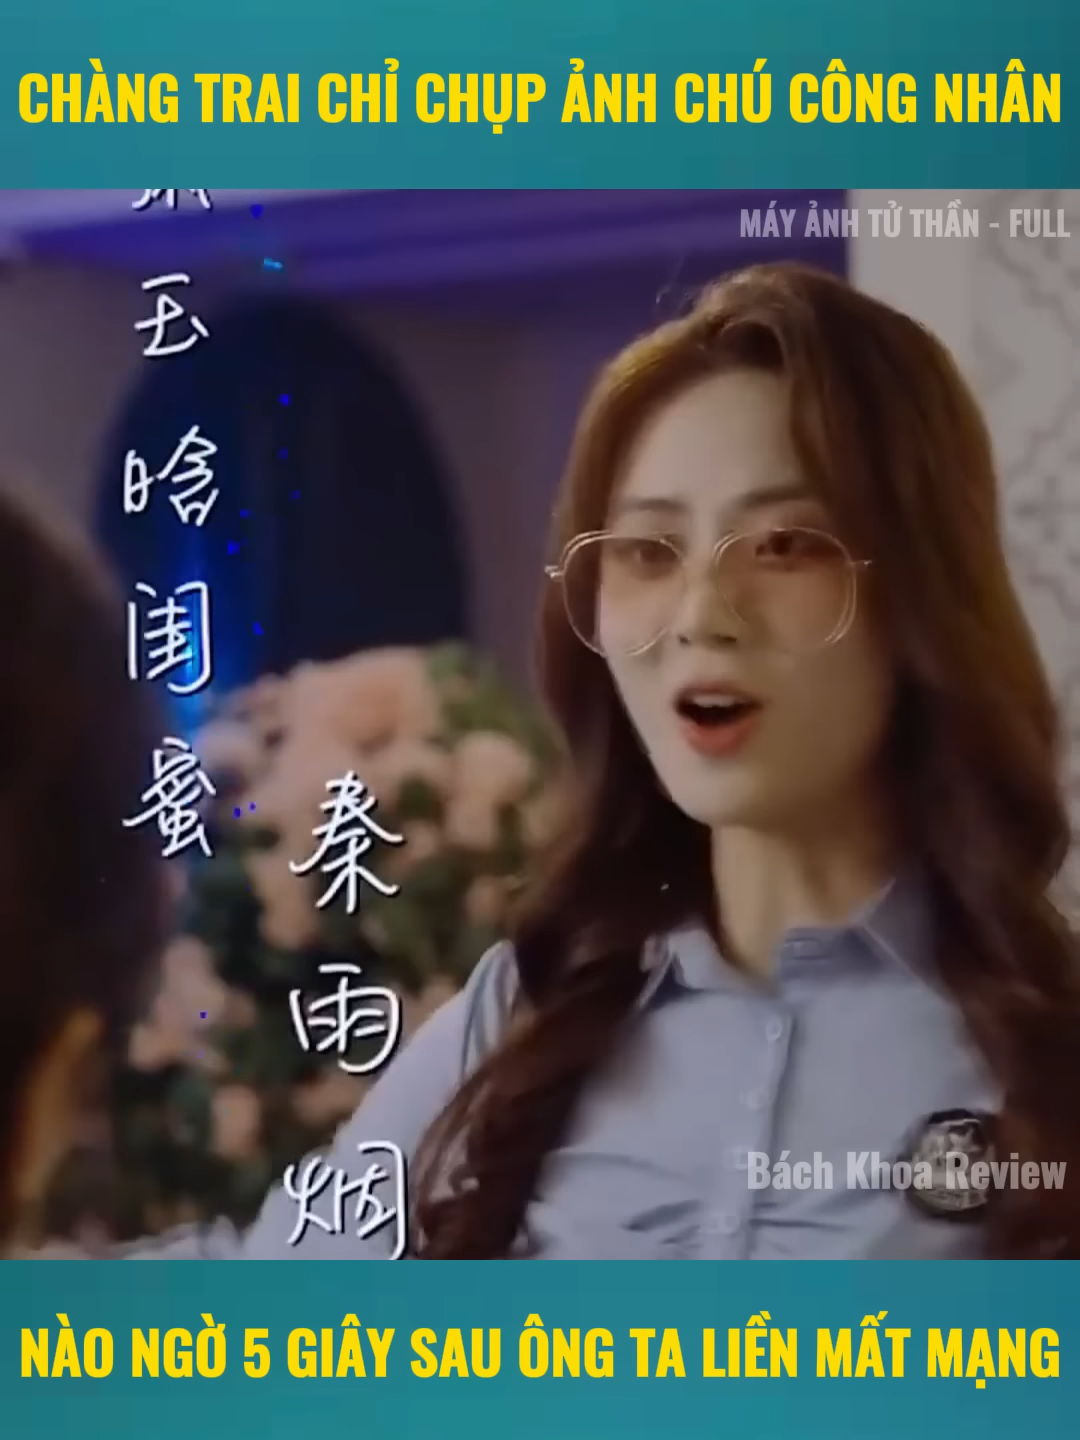 CHÀNG TRAI CHỈ CHỤP ẢNH CHÚ CÔNG NHÂN
MÁY ẢNH TỬ THẦN - FULL
玉晗闺蜜
秦雨烟
Bách Khoa Review
NÀO NGỜ 5 GIÂY SAU ÔNG TA LIỀN MẤT MẠNG